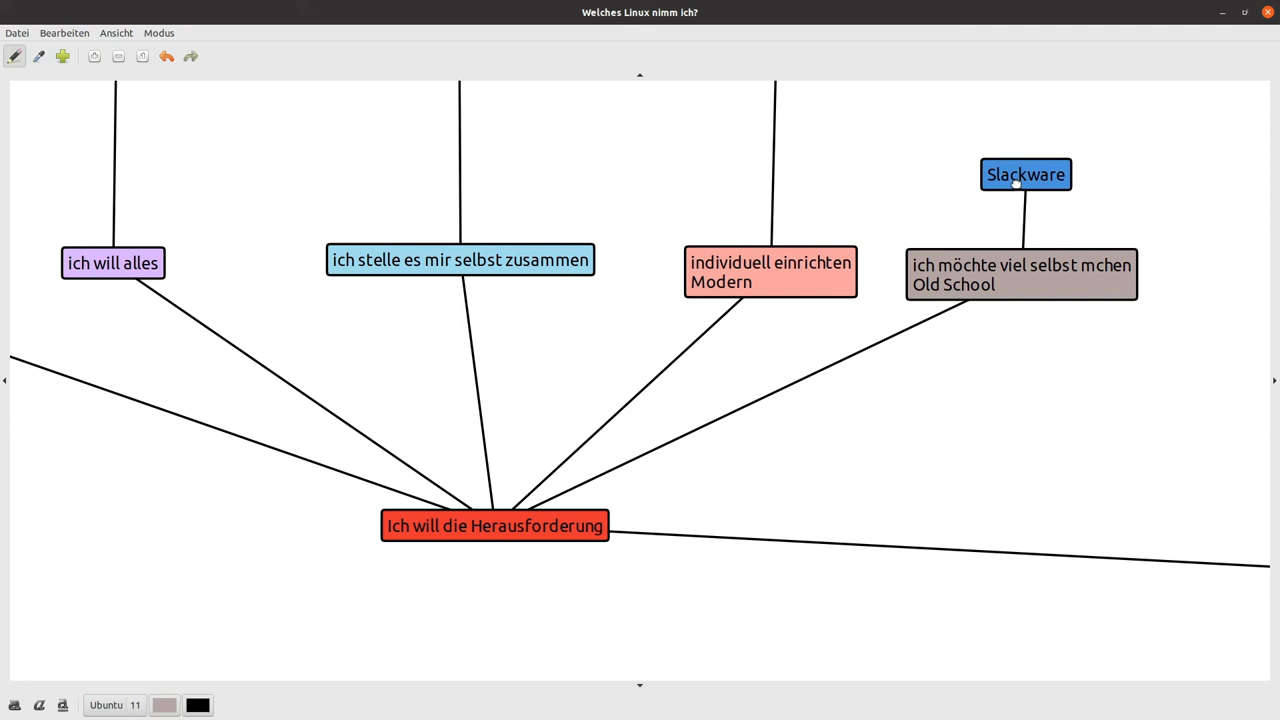 Welches Linux nimm ich?
Datei Bearbeiten Ansicht Modus
Slackware
ich will alles
ich stelle es mir selbst zusammen
individuell einrichten
Modern
ich möchte viel selbst mchen
Old School
Ich will die Herausforderung
Ubuntu 11